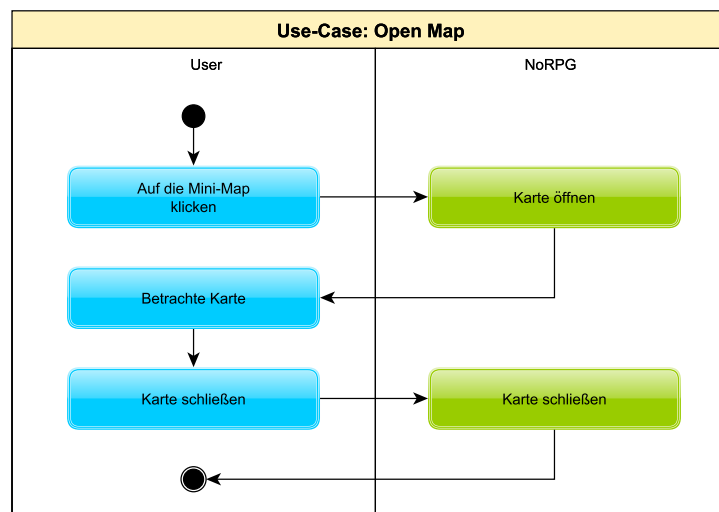 Use-Case: Open Map
User
NoRPG
Auf die Mini-Map
klicken
Karte öffnen
Betrachte Karte
Karte schließen
Karte schließen